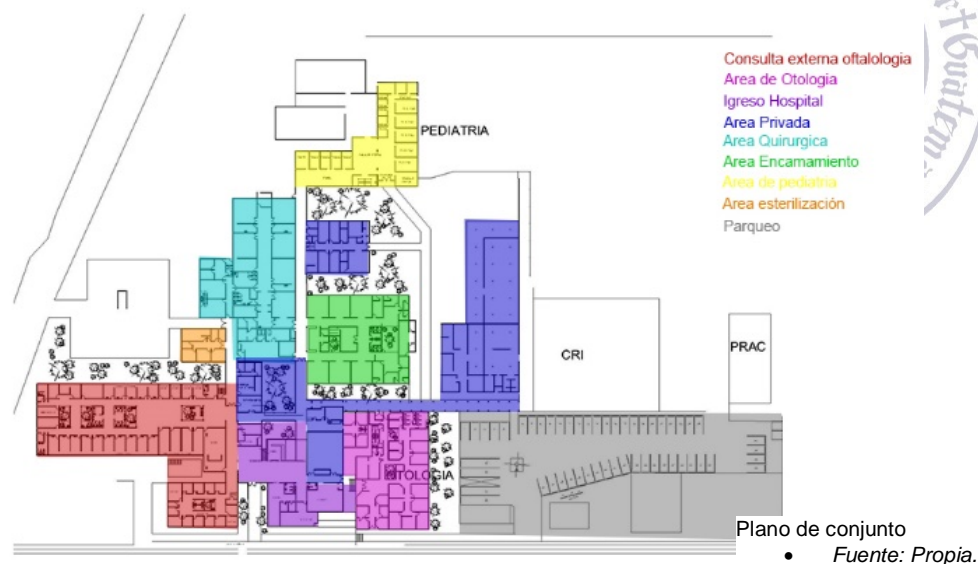 Consulta externa oftalologia
Area de Otologia
Igreso Hospital
Area Privada
Area Quirurgica
Area Encamamiento
Area de pediatria
Area esterilización
Parqueo
PEDIATRIA
CRI
PRAC
OTOLOGIA
Plano de conjunto
• Fuente: Propia.